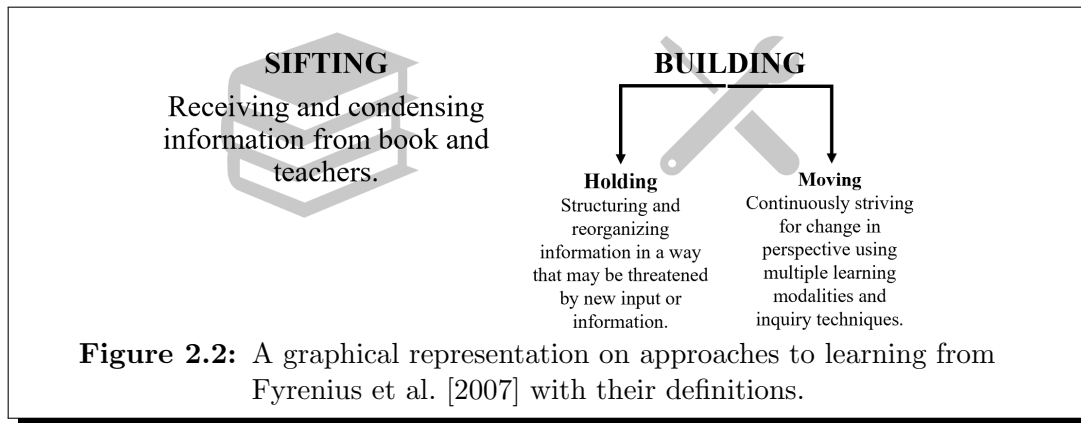 SIFTING
Receiving and condensing
information from book and
teachers.
BUILDING
Holding
Structuring and
reorganizing
information in a way
that may be threatened
by new input or
information.
Moving
Continuously striving
for change in
perspective using
multiple learning
modalities and
inquiry techniques.
Figure 2.2: A graphical representation on approaches to learning from
Fyrenius et al. [2007] with their definitions.